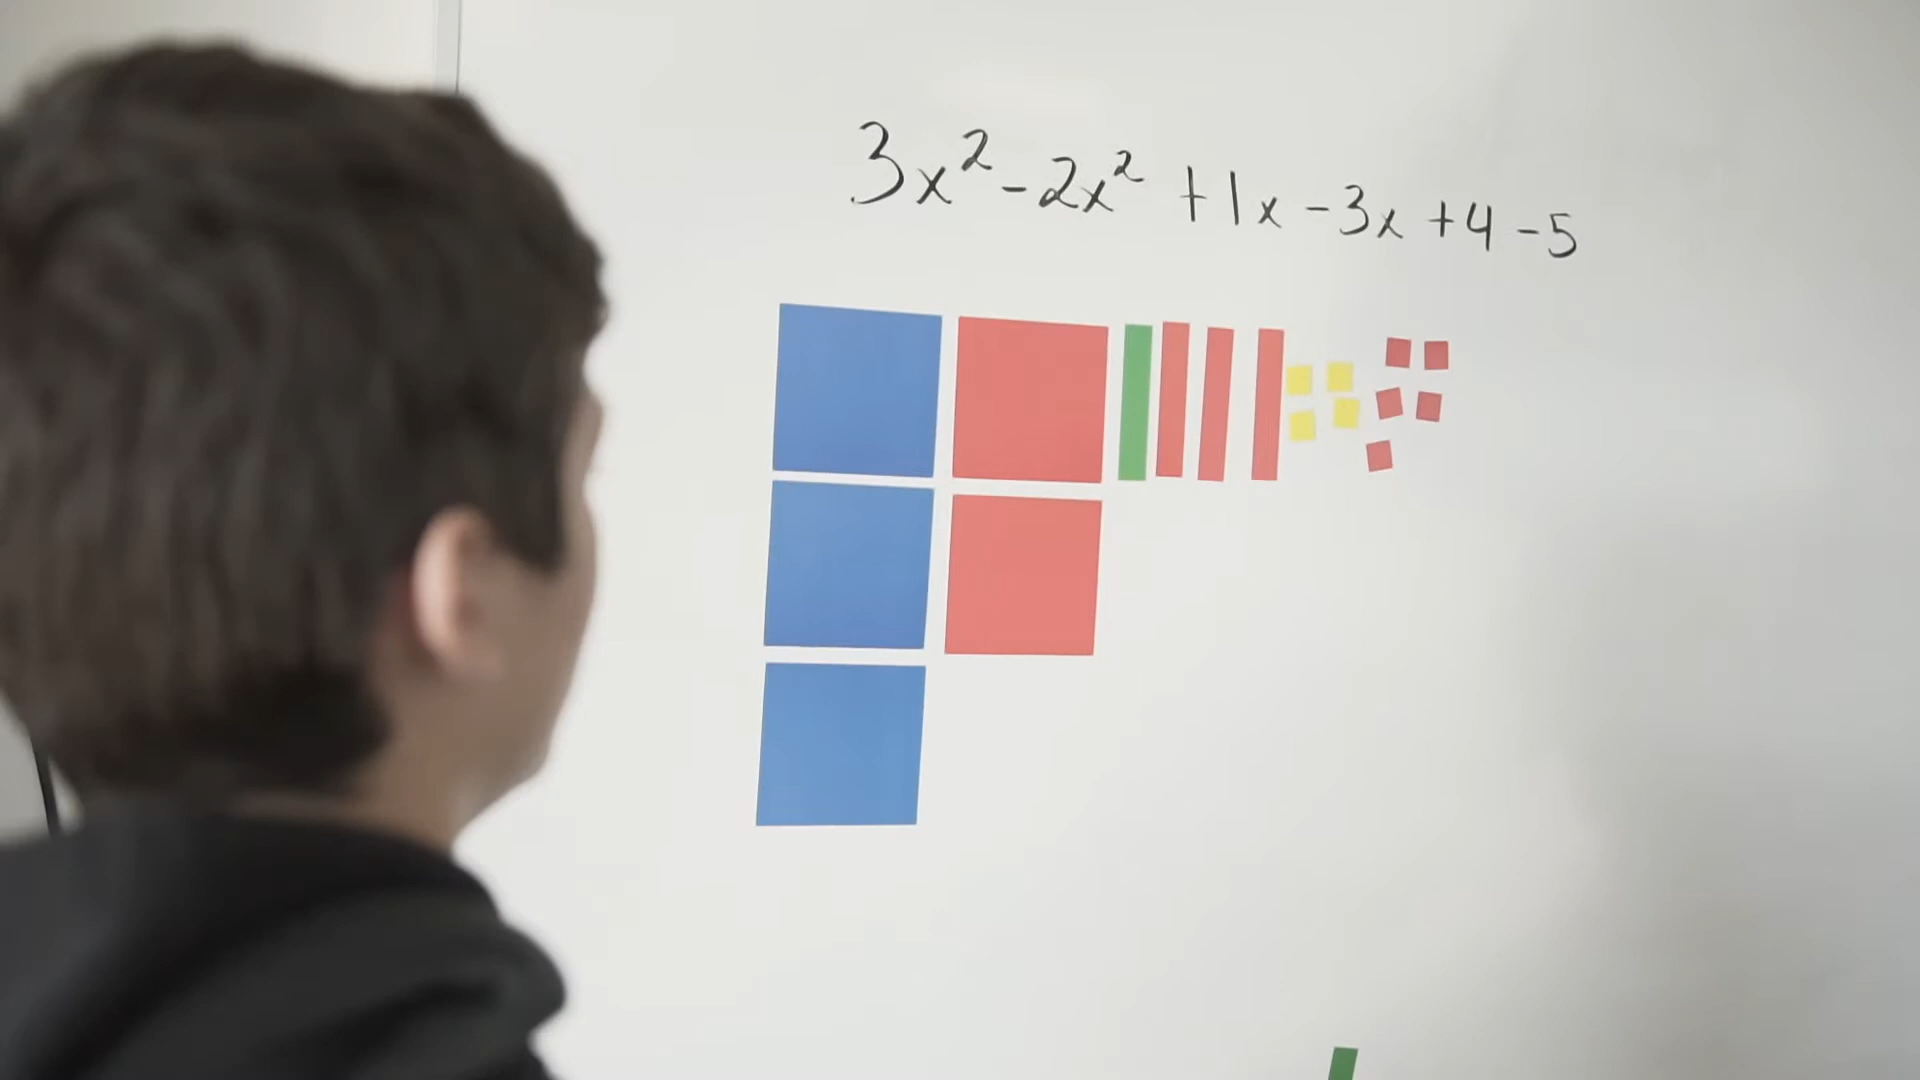 3x² - 2x² + 1x - 3x + 4 - 5